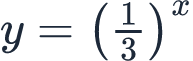 y = (1/3)^x